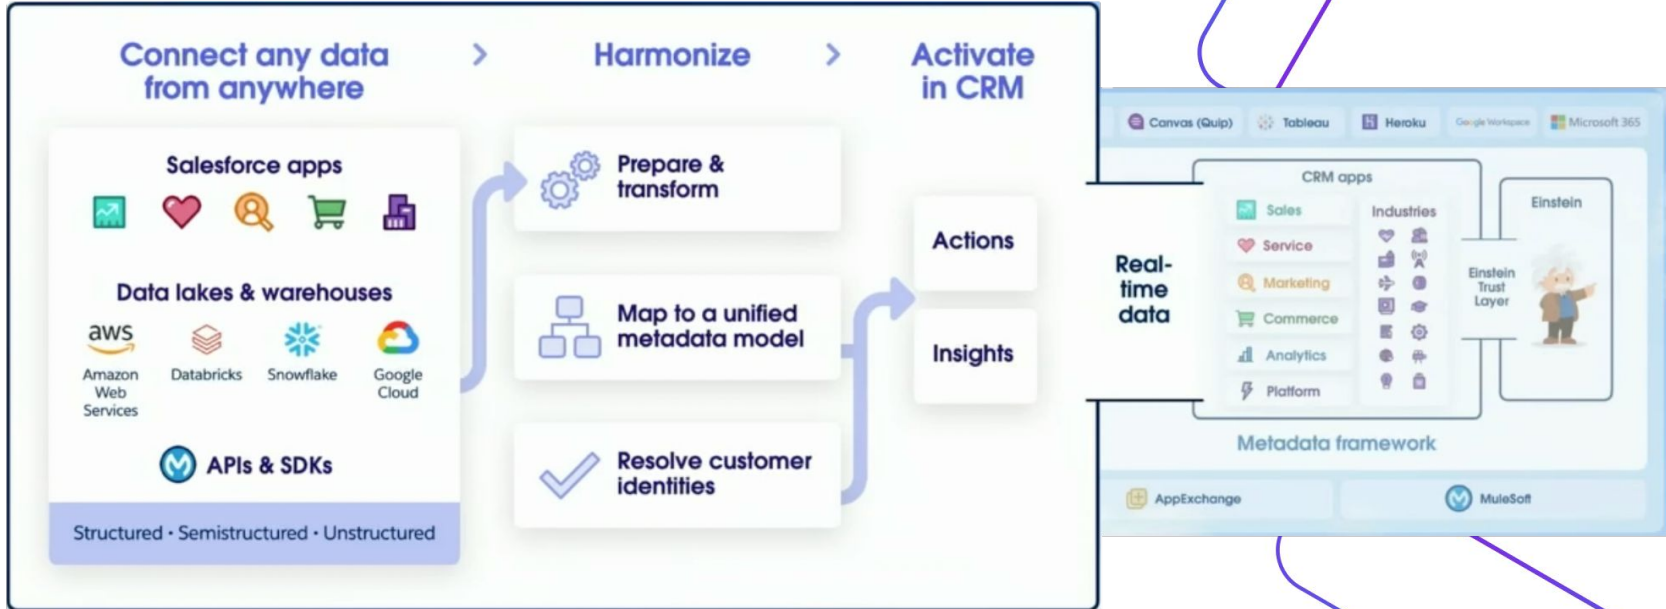 Connect any data
from anywhere
>
Harmonize
>
Activate
in CRM
Salesforce apps
Data lakes & warehouses
aws
Amazon
Web
Services
Databricks
Snowflake
Google
Cloud
APIs & SDKs
Structured · Semistructured · Unstructured
Prepare &
transform
Map to a unified
metadata model
Resolve customer
identities
Actions
Insights
Real-
time
data
Canvas (Quip)
Tableau
Heroku
Google Workspace
Microsoft 365
CRM apps
Sales
Service
Marketing
Commerce
Analytics
Platform
Industries
Einstein
Trust
Layer
Einstein
Metadata framework
AppExchange
MuleSoft